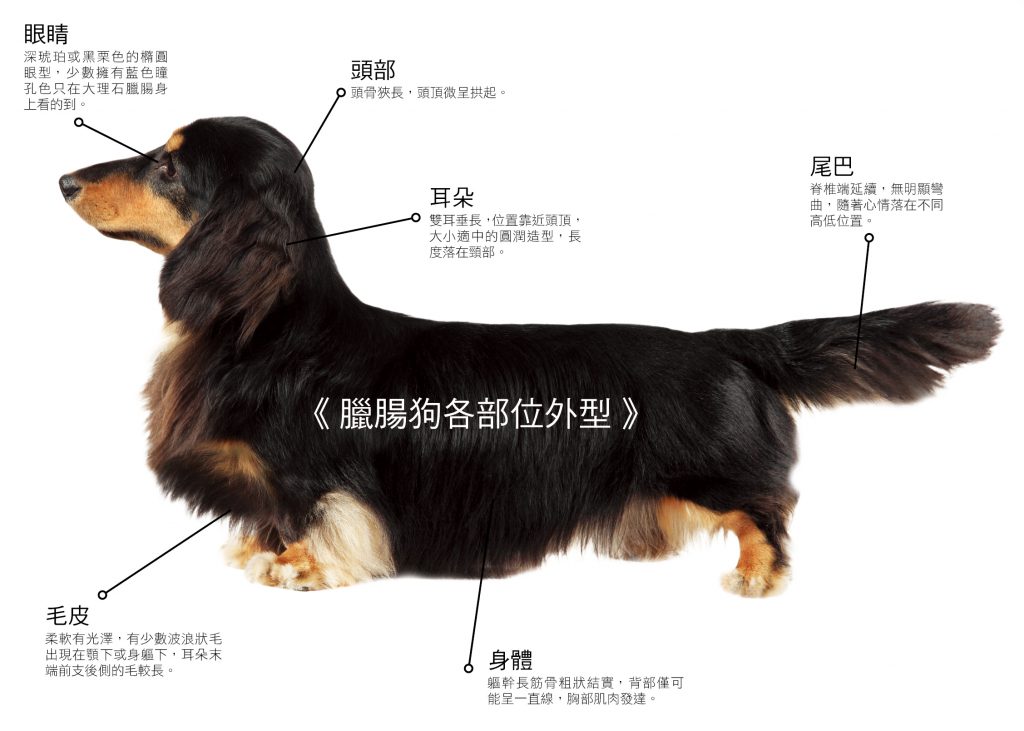 眼睛
深琥珀或黑栗色的橢圓
眼型，少數擁有藍色瞳
孔色只在大理石臘腸身
上看的到。
頭部
頭骨狹長，頭頂微呈拱起。
耳朵
雙耳垂長，位置靠近頭頂，
大小適中的圓潤造型，長
度落在頸部。
尾巴
脊椎端延續，無明顯彎
曲，隨著心情落在不同
高低位置。
《 臘腸狗各部位外型 》
毛皮
柔軟有光澤，有少數波浪狀毛
出現在顎下或身軀下，耳朵末
端前支後側的毛較長。
身體
軀幹長筋骨粗狀結實，背部僅可
能呈一直線，胸部肌肉發達。